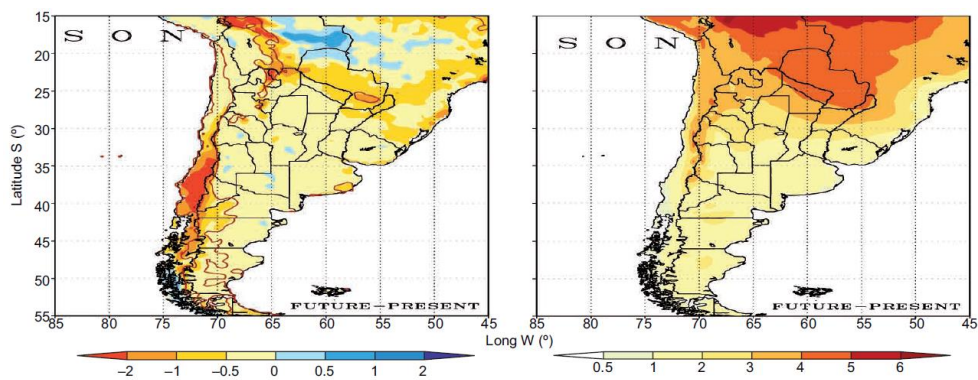 S O N
S O N
Latitude S (º)
15
20
25
30
35
40
45
50
55
FUTURE–PRESENT
FUTURE–PRESENT
85 80 75 70 65 60 55 50 45
85 80 75 70 65 60 55 50 45
Long W (º)
–2 –1 –0.5 0 0.5 1 2
0.5 1 2 3 4 5 6